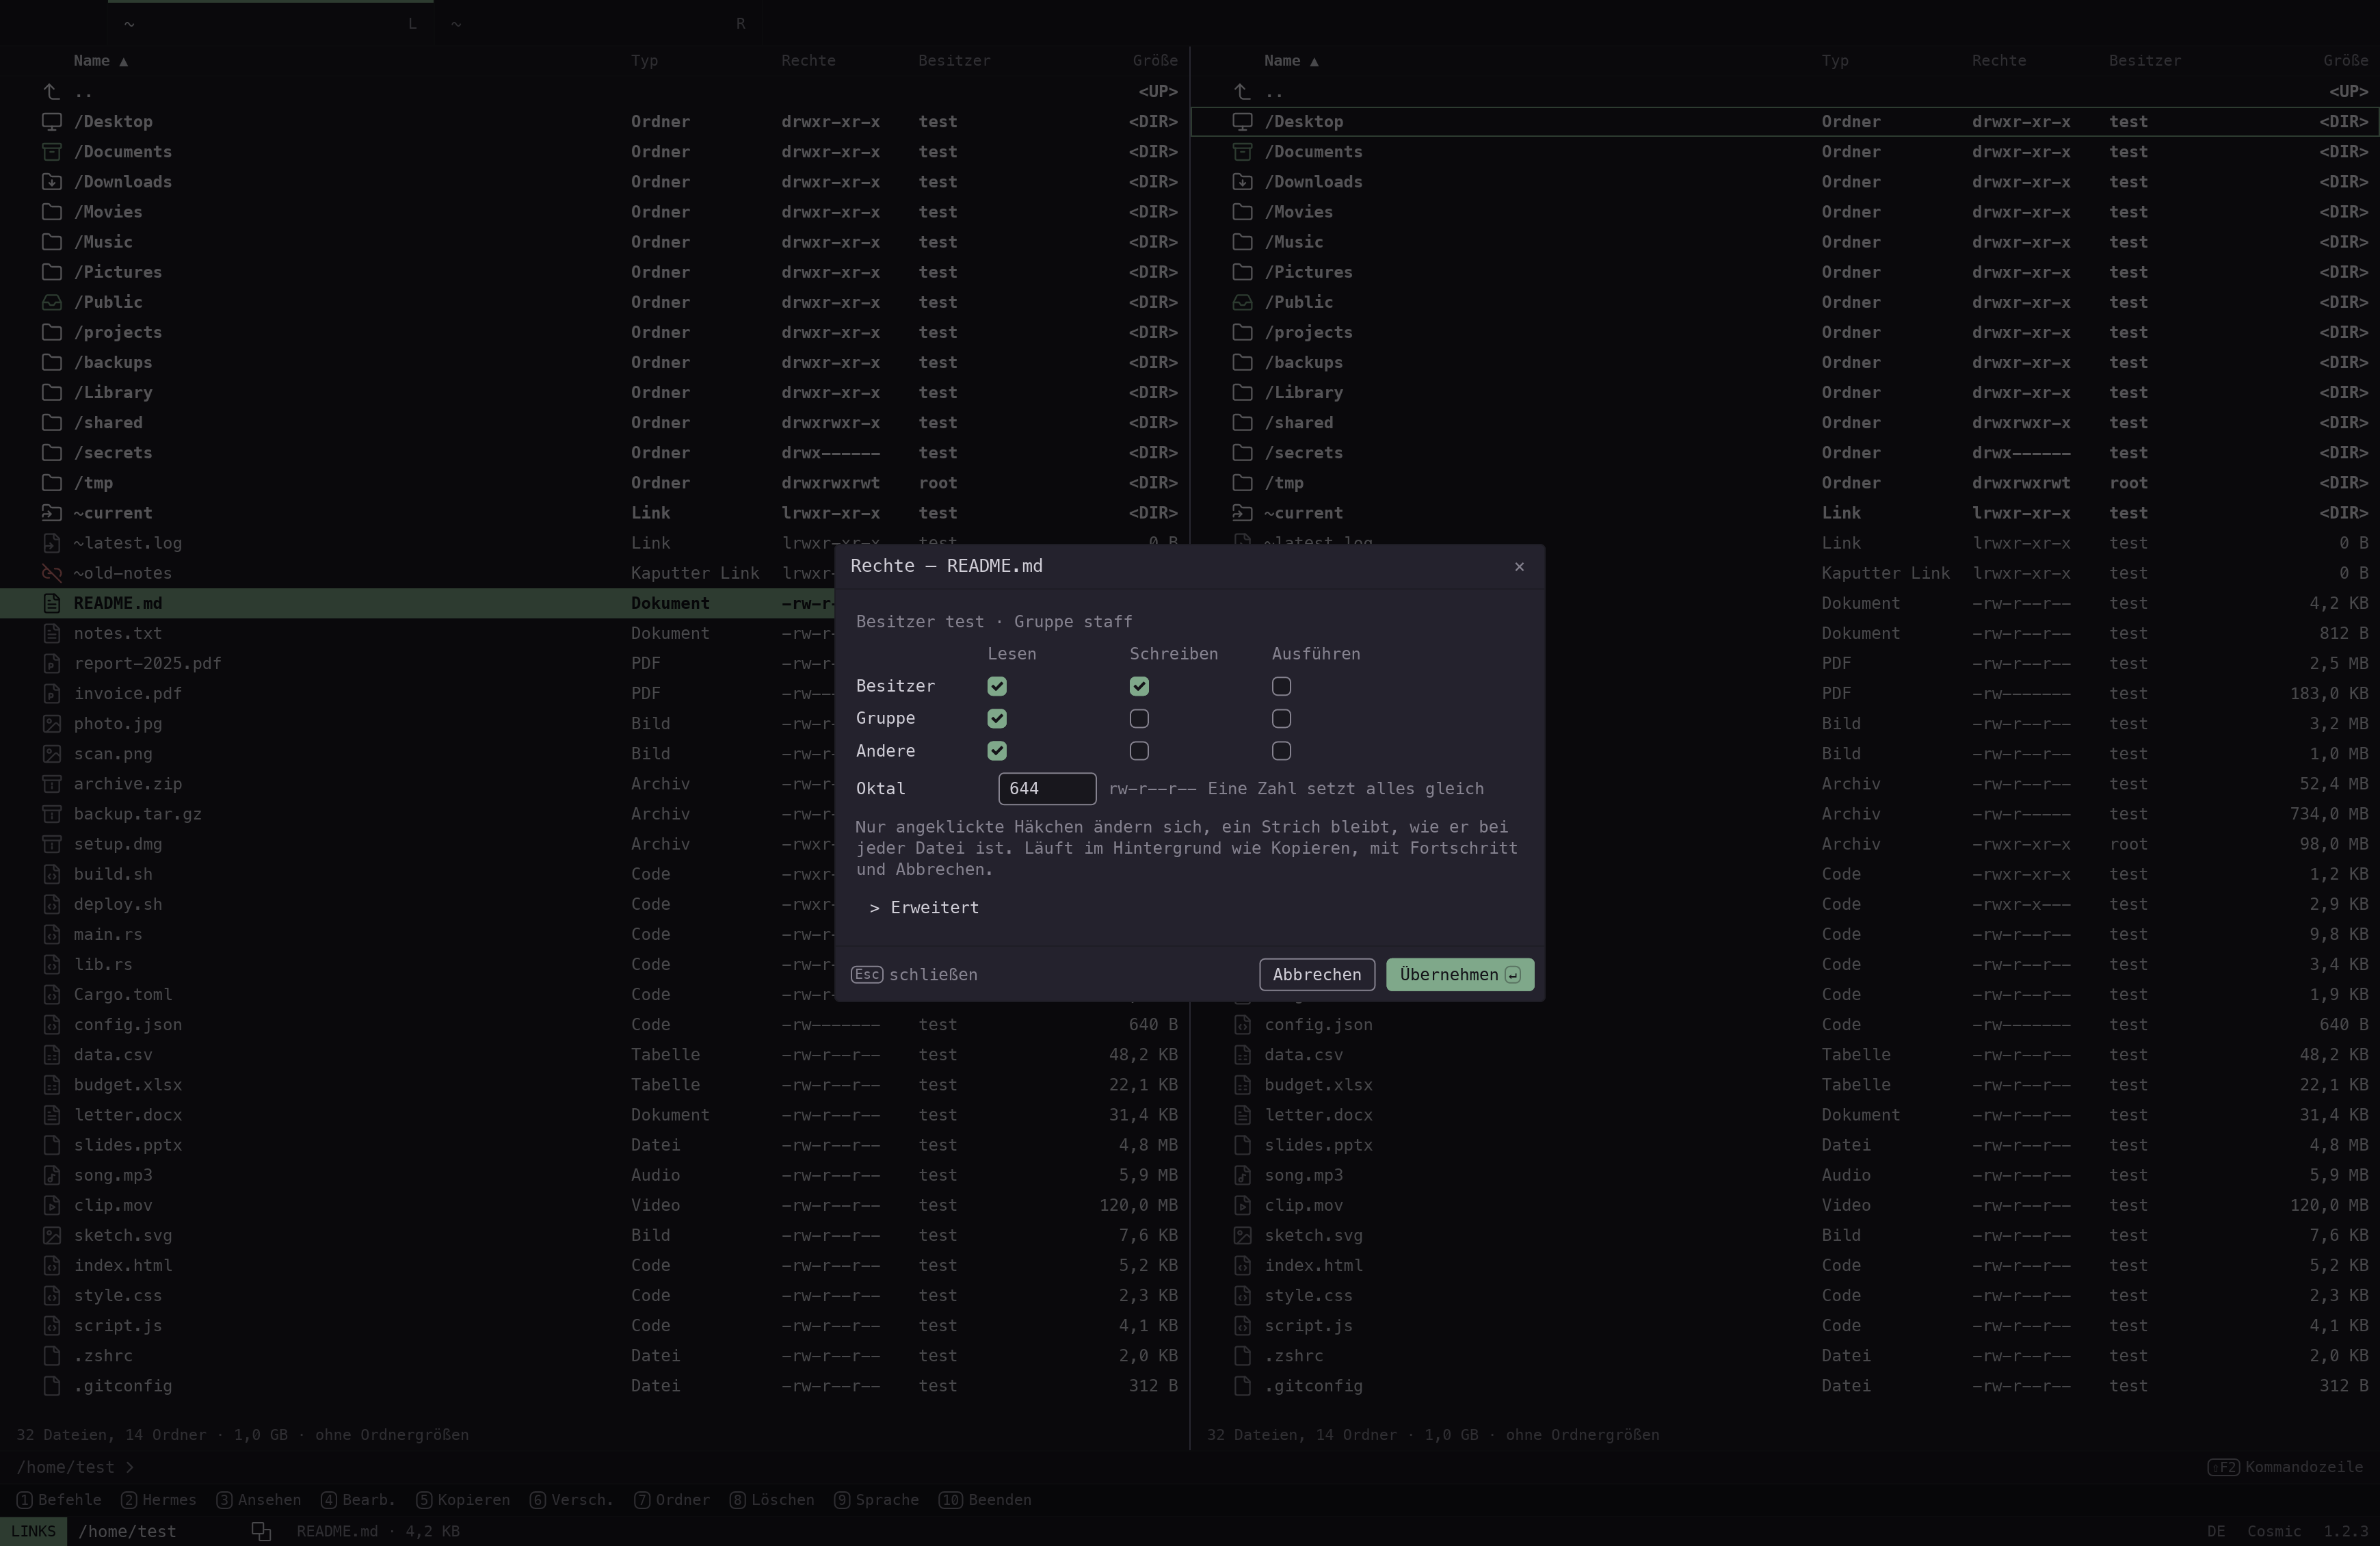 ~ L ~ R
Name ▲ Typ Rechte Besitzer Größe Name ▲ Typ Rechte Besitzer Größe
.. <UP> .. <UP>
/Desktop Ordner drwxr-xr-x test <DIR> /Desktop Ordner drwxr-xr-x test <DIR>
/Documents Ordner drwxr-xr-x test <DIR> /Documents Ordner drwxr-xr-x test <DIR>
/Downloads Ordner drwxr-xr-x test <DIR> /Downloads Ordner drwxr-xr-x test <DIR>
/Movies Ordner drwxr-xr-x test <DIR> /Movies Ordner drwxr-xr-x test <DIR>
/Music Ordner drwxr-xr-x test <DIR> /Music Ordner drwxr-xr-x test <DIR>
/Pictures Ordner drwxr-xr-x test <DIR> /Pictures Ordner drwxr-xr-x test <DIR>
/Public Ordner drwxr-xr-x test <DIR> /Public Ordner drwxr-xr-x test <DIR>
/projects Ordner drwxr-xr-x test <DIR> /projects Ordner drwxr-xr-x test <DIR>
/backups Ordner drwxr-xr-x test <DIR> /backups Ordner drwxr-xr-x test <DIR>
/Library Ordner drwxr-xr-x test <DIR> /Library Ordner drwxr-xr-x test <DIR>
/shared Ordner drwxrwxr-x test <DIR> /shared Ordner drwxrwxr-x test <DIR>
/secrets Ordner drwx------ test <DIR> /secrets Ordner drwx------ test <DIR>
/tmp Ordner drwxrwxrwt root <DIR> /tmp Ordner drwxrwxrwt root <DIR>
~current Link lrwxr-xr-x test <DIR> ~current Link lrwxr-xr-x test <DIR>
~latest.log Link lrwxr-xr-x test 0 B ~latest.log Link lrwxr-xr-x test 0 B
~old-notes Kaputter Link lrwxr- Kaputter Link lrwxr-xr-x test 0 B
README.md Dokument -rw-r- Dokument -rw-r--r-- test 4,2 KB
notes.txt Dokument -rw-r- Dokument -rw-r--r-- test 812 B
report-2025.pdf PDF -rw-r- PDF -rw-r--r-- test 2,5 MB
invoice.pdf PDF -rw--- PDF -rw------- test 183,0 KB
photo.jpg Bild -rw-r- Bild -rw-r--r-- test 3,2 MB
scan.png Bild -rw-r- Bild -rw-r--r-- test 1,0 MB
archive.zip Archiv -rw-r- Archiv -rw-r--r-- test 52,4 MB
backup.tar.gz Archiv -rw-r- Archiv -rw-r--r-- test 734,0 MB
setup.dmg Archiv -rwxr- Archiv -rwxr-xr-x root 98,0 MB
build.sh Code -rwxr- Code -rwxr-xr-x test 1,2 KB
deploy.sh Code -rwxr- Code -rwxr-x--- test 2,9 KB
main.rs Code -rw-r- Code -rw-r--r-- test 9,8 KB
lib.rs Code -rw-r- Code -rw-r--r-- test 3,4 KB
Cargo.toml Code -rw-r- Code -rw-r--r-- test 1,9 KB
config.json Code -rw------- test 640 B config.json Code -rw------- test 640 B
data.csv Tabelle -rw-r--r-- test 48,2 KB data.csv Tabelle -rw-r--r-- test 48,2 KB
budget.xlsx Tabelle -rw-r--r-- test 22,1 KB budget.xlsx Tabelle -rw-r--r-- test 22,1 KB
letter.docx Dokument -rw-r--r-- test 31,4 KB letter.docx Dokument -rw-r--r-- test 31,4 KB
slides.pptx Datei -rw-r--r-- test 4,8 MB slides.pptx Datei -rw-r--r-- test 4,8 MB
song.mp3 Audio -rw-r--r-- test 5,9 MB song.mp3 Audio -rw-r--r-- test 5,9 MB
clip.mov Video -rw-r--r-- test 120,0 MB clip.mov Video -rw-r--r-- test 120,0 MB
sketch.svg Bild -rw-r--r-- test 7,6 KB sketch.svg Bild -rw-r--r-- test 7,6 KB
index.html Code -rw-r--r-- test 5,2 KB index.html Code -rw-r--r-- test 5,2 KB
style.css Code -rw-r--r-- test 2,3 KB style.css Code -rw-r--r-- test 2,3 KB
script.js Code -rw-r--r-- test 4,1 KB script.js Code -rw-r--r-- test 4,1 KB
.zshrc Datei -rw-r--r-- test 2,0 KB .zshrc Datei -rw-r--r-- test 2,0 KB
.gitconfig Datei -rw-r--r-- test 312 B .gitconfig Datei -rw-r--r-- test 312 B
Rechte — README.md ×
Besitzer test · Gruppe staff
Lesen Schreiben Ausführen
Besitzer
Gruppe
Andere
Oktal 644 rw-r--r-- Eine Zahl setzt alles gleich
Nur angeklickte Häkchen ändern sich, ein Strich bleibt, wie er bei
jeder Datei ist. Läuft im Hintergrund wie Kopieren, mit Fortschritt
und Abbrechen.
> Erweitert
Esc schließen Abbrechen Übernehmen ↵
32 Dateien, 14 Ordner · 1,0 GB · ohne Ordnergrößen 32 Dateien, 14 Ordner · 1,0 GB · ohne Ordnergrößen
/home/test > ⇧F2 Kommandozeile
1 Befehle 2 Hermes 3 Ansehen 4 Bearb. 5 Kopieren 6 Versch. 7 Ordner 8 Löschen 9 Sprache 10 Beenden
LINKS /home/test README.md · 4,2 KB DE Cosmic 1.2.3